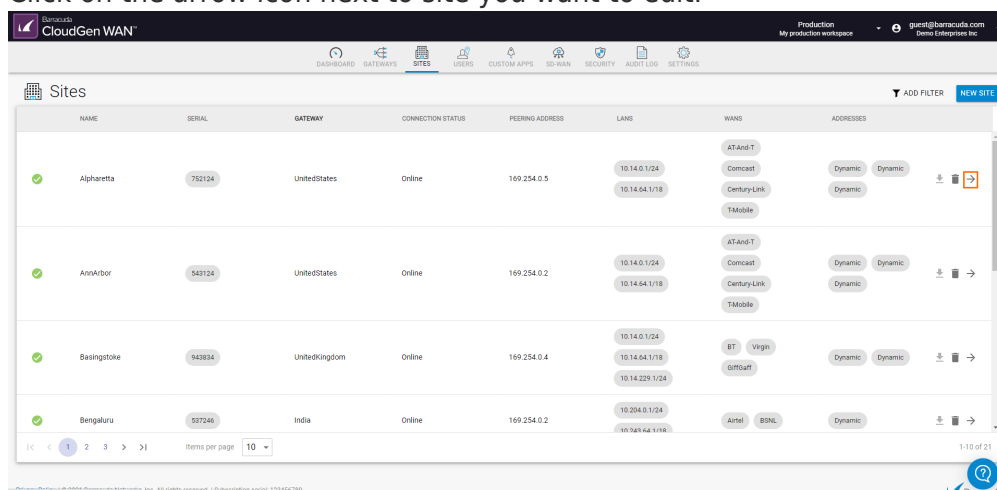 Click on the arrow icon next to site you want to edit.
Barracuda
CloudGen WAN™
Production
My production workspace
guest@barracuda.com
Demo Enterprises Inc
DASHBOARD GATEWAYS SITES USERS CUSTOM APPS SD-WAN SECURITY AUDIT LOG SETTINGS
Sites
ADD FILTER NEW SITE
NAME SERIAL GATEWAY CONNECTION STATUS PEERING ADDRESS LANS WANS ADDRESSES
Alpharetta 752124 UnitedStates Online 169.254.0.5
10.14.0.1/24
10.14.64.1/18
AT-And-T
Comcast
Century-Link
T-Mobile
Dynamic Dynamic
Dynamic
AnnArbor 543124 UnitedStates Online 169.254.0.2
10.14.0.1/24
10.14.64.1/18
AT-And-T
Comcast
Century-Link
T-Mobile
Dynamic Dynamic
Dynamic
Basingstoke 943834 UnitedKingdom Online 169.254.0.4
10.14.0.1/24
10.14.64.1/18
10.14.229.1/24
BT Virgin
GiffGaff
Dynamic Dynamic
Bengaluru 537246 India Online 169.254.0.2
10.204.0.1/24
10.243.64.1/18
Airtel BSNL
Dynamic
1 2 3 Items per page 10 1-10 of 21